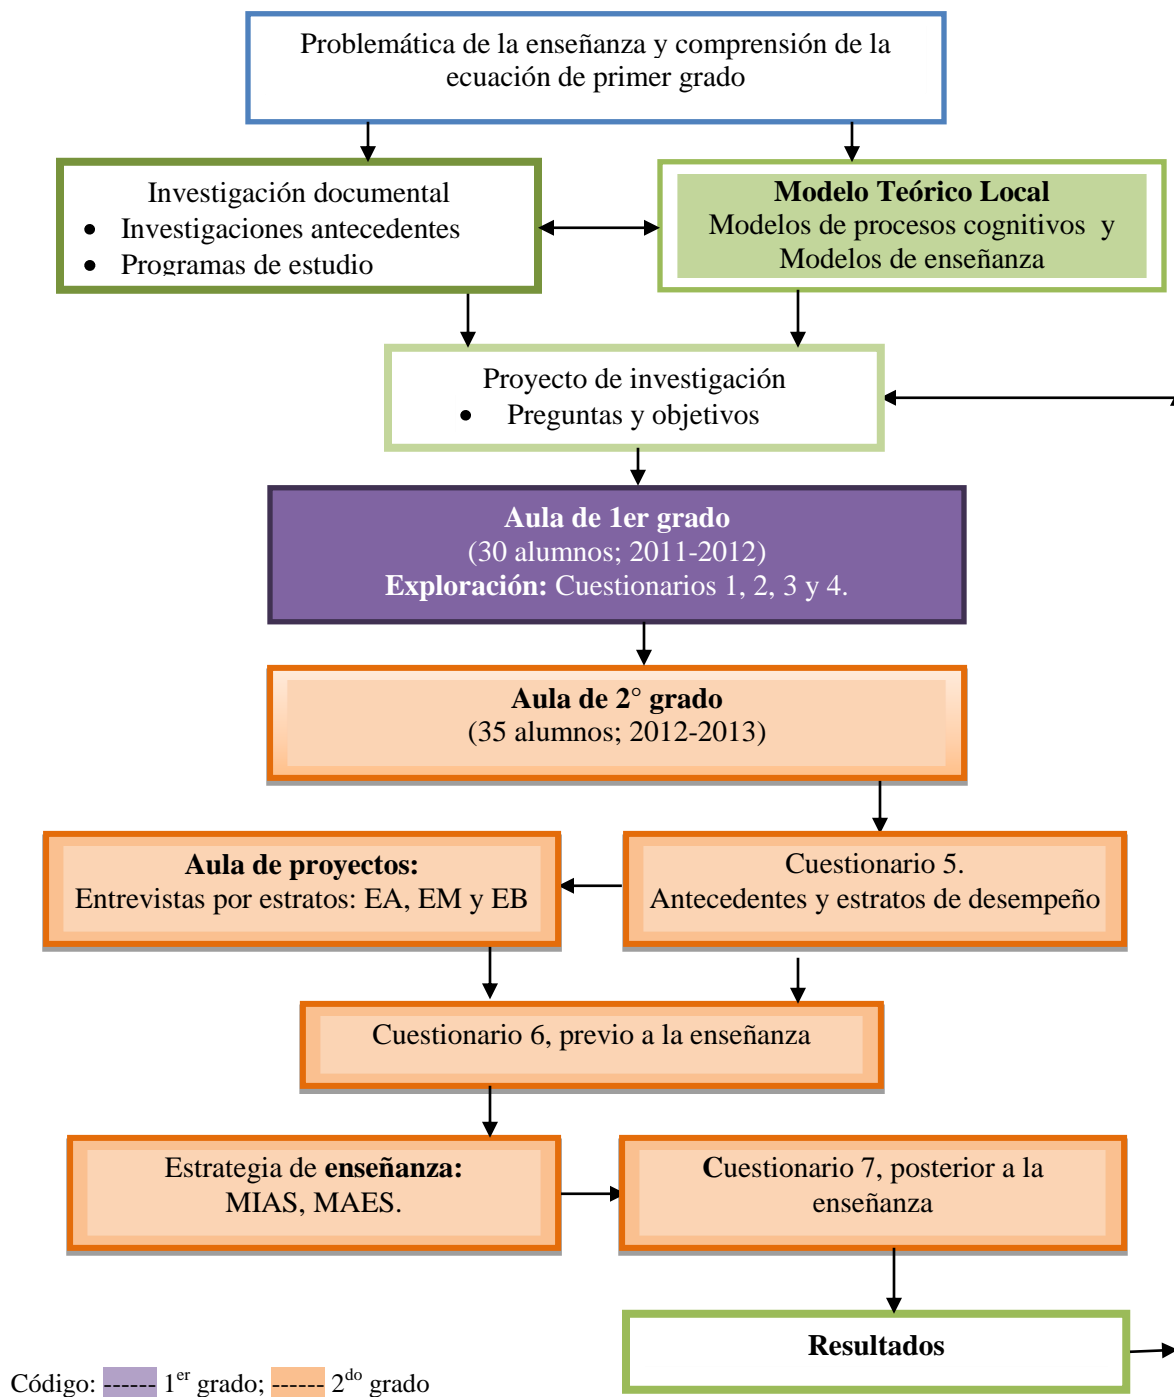 Problemática de la enseñanza y comprensión de la
ecuación de primer grado
Investigación documental
• Investigaciones antecedentes
• Programas de estudio
Modelo Teórico Local
Modelos de procesos cognitivos y
Modelos de enseñanza
Proyecto de investigación
• Preguntas y objetivos
Aula de 1er grado
(30 alumnos; 2011-2012)
Exploración: Cuestionarios 1, 2, 3 y 4.
Aula de 2° grado
(35 alumnos; 2012-2013)
Aula de proyectos:
Entrevistas por estratos: EA, EM y EB
Cuestionario 5.
Antecedentes y estratos de desempeño
Cuestionario 6, previo a la enseñanza
Estrategia de enseñanza:
MIAS, MAES.
Cuestionario 7, posterior a la
enseñanza
Resultados
Código: ------ 1er grado; ------ 2do grado